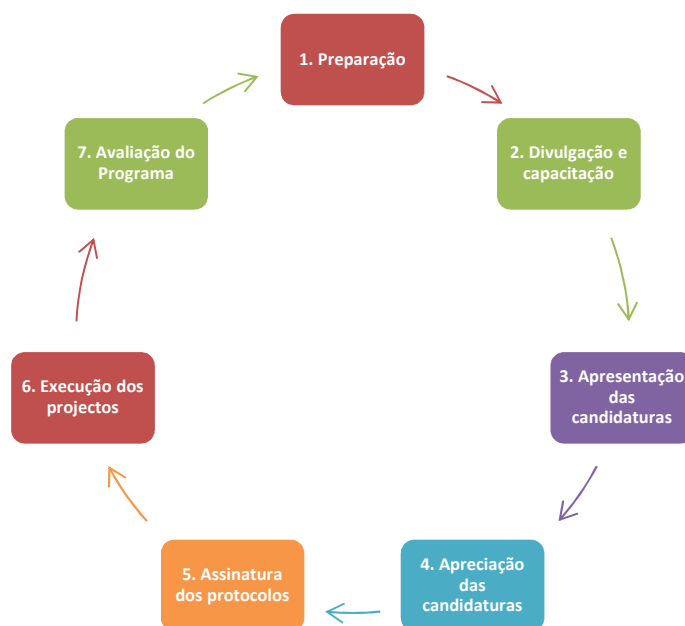 1. Preparação
2. Divulgação e
capacitação
3. Apresentação
das
candidaturas
4. Apreciação
das
candidaturas
5. Assinatura
dos protocolos
6. Execução dos
projectos
7. Avaliação do
Programa